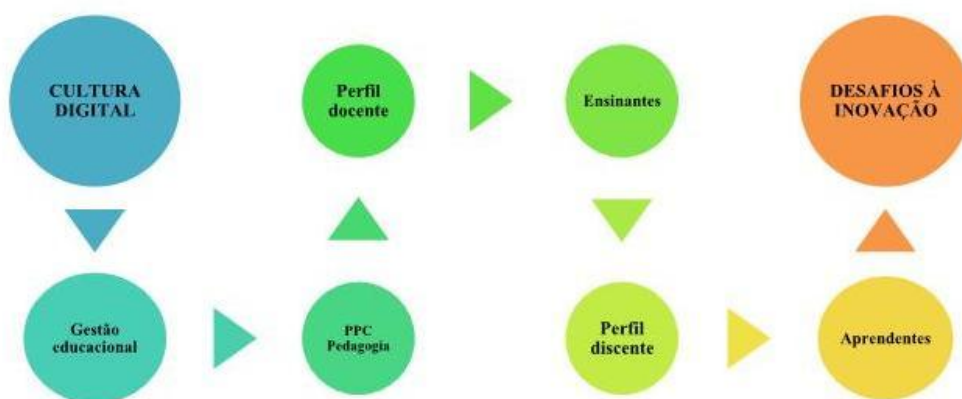 CULTURA
DIGITAL
Gestão
educacional
PPC
Pedagogia
Perfil
docente
Ensinantes
Perfil
discente
Aprendentes
DESAFIOS À
INOVAÇÃO